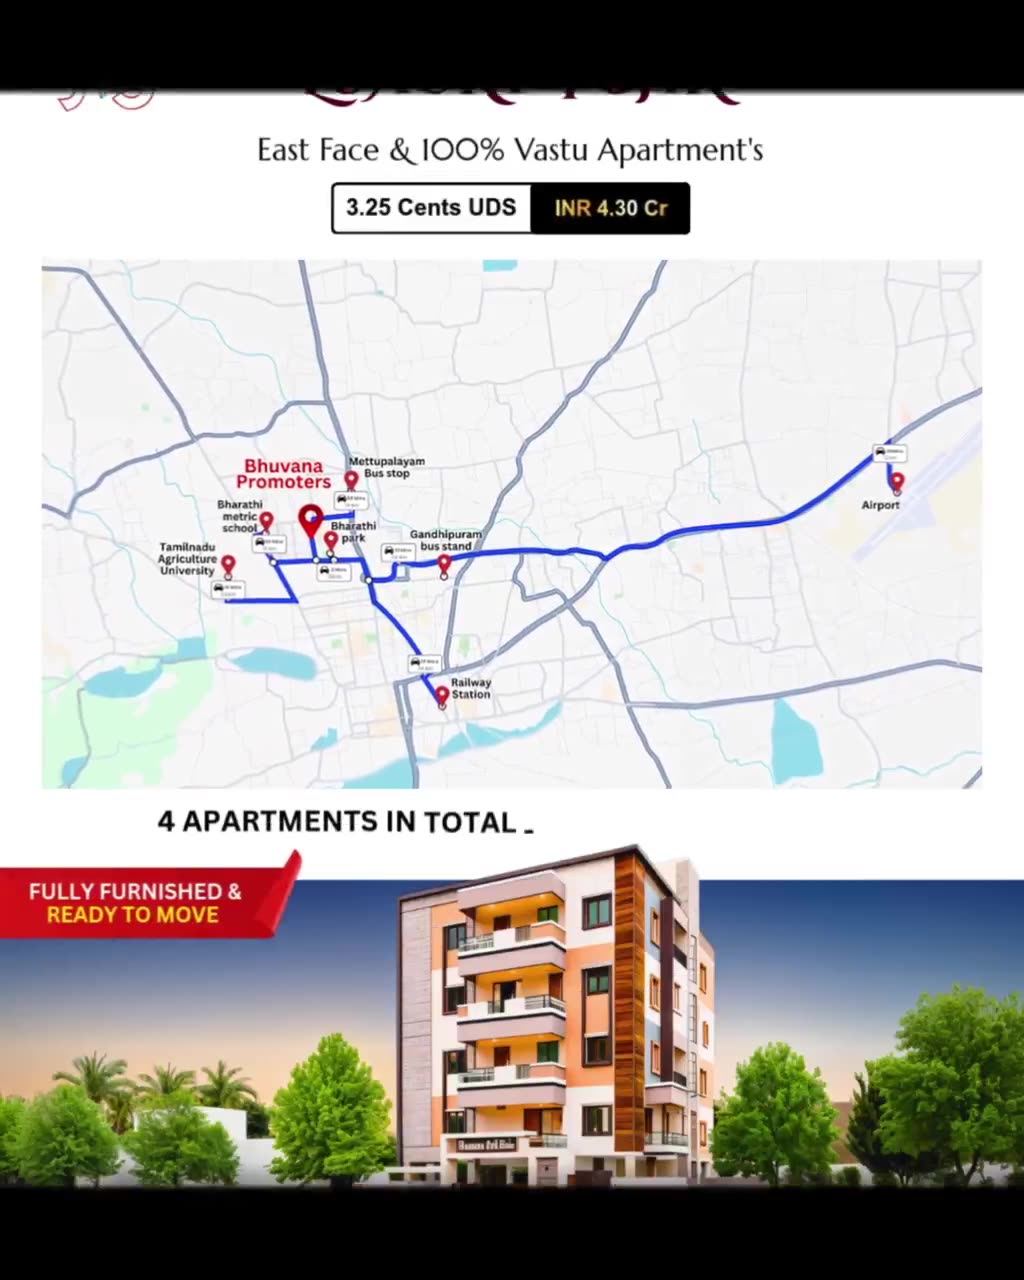 East Face & 100% Vastu Apartment's
3.25 Cents UDS
INR 4.30 Cr
Mettupalayam
Bus stop
Bhuvana
Promoters
Bharathi
metric
school
Bharathi
park
Gandhipuram
bus stand
Airport
Tamilnadu
Agriculture
University
Railway
Station
4 APARTMENTS IN TOTAL _
FULLY FURNISHED &
READY TO MOVE